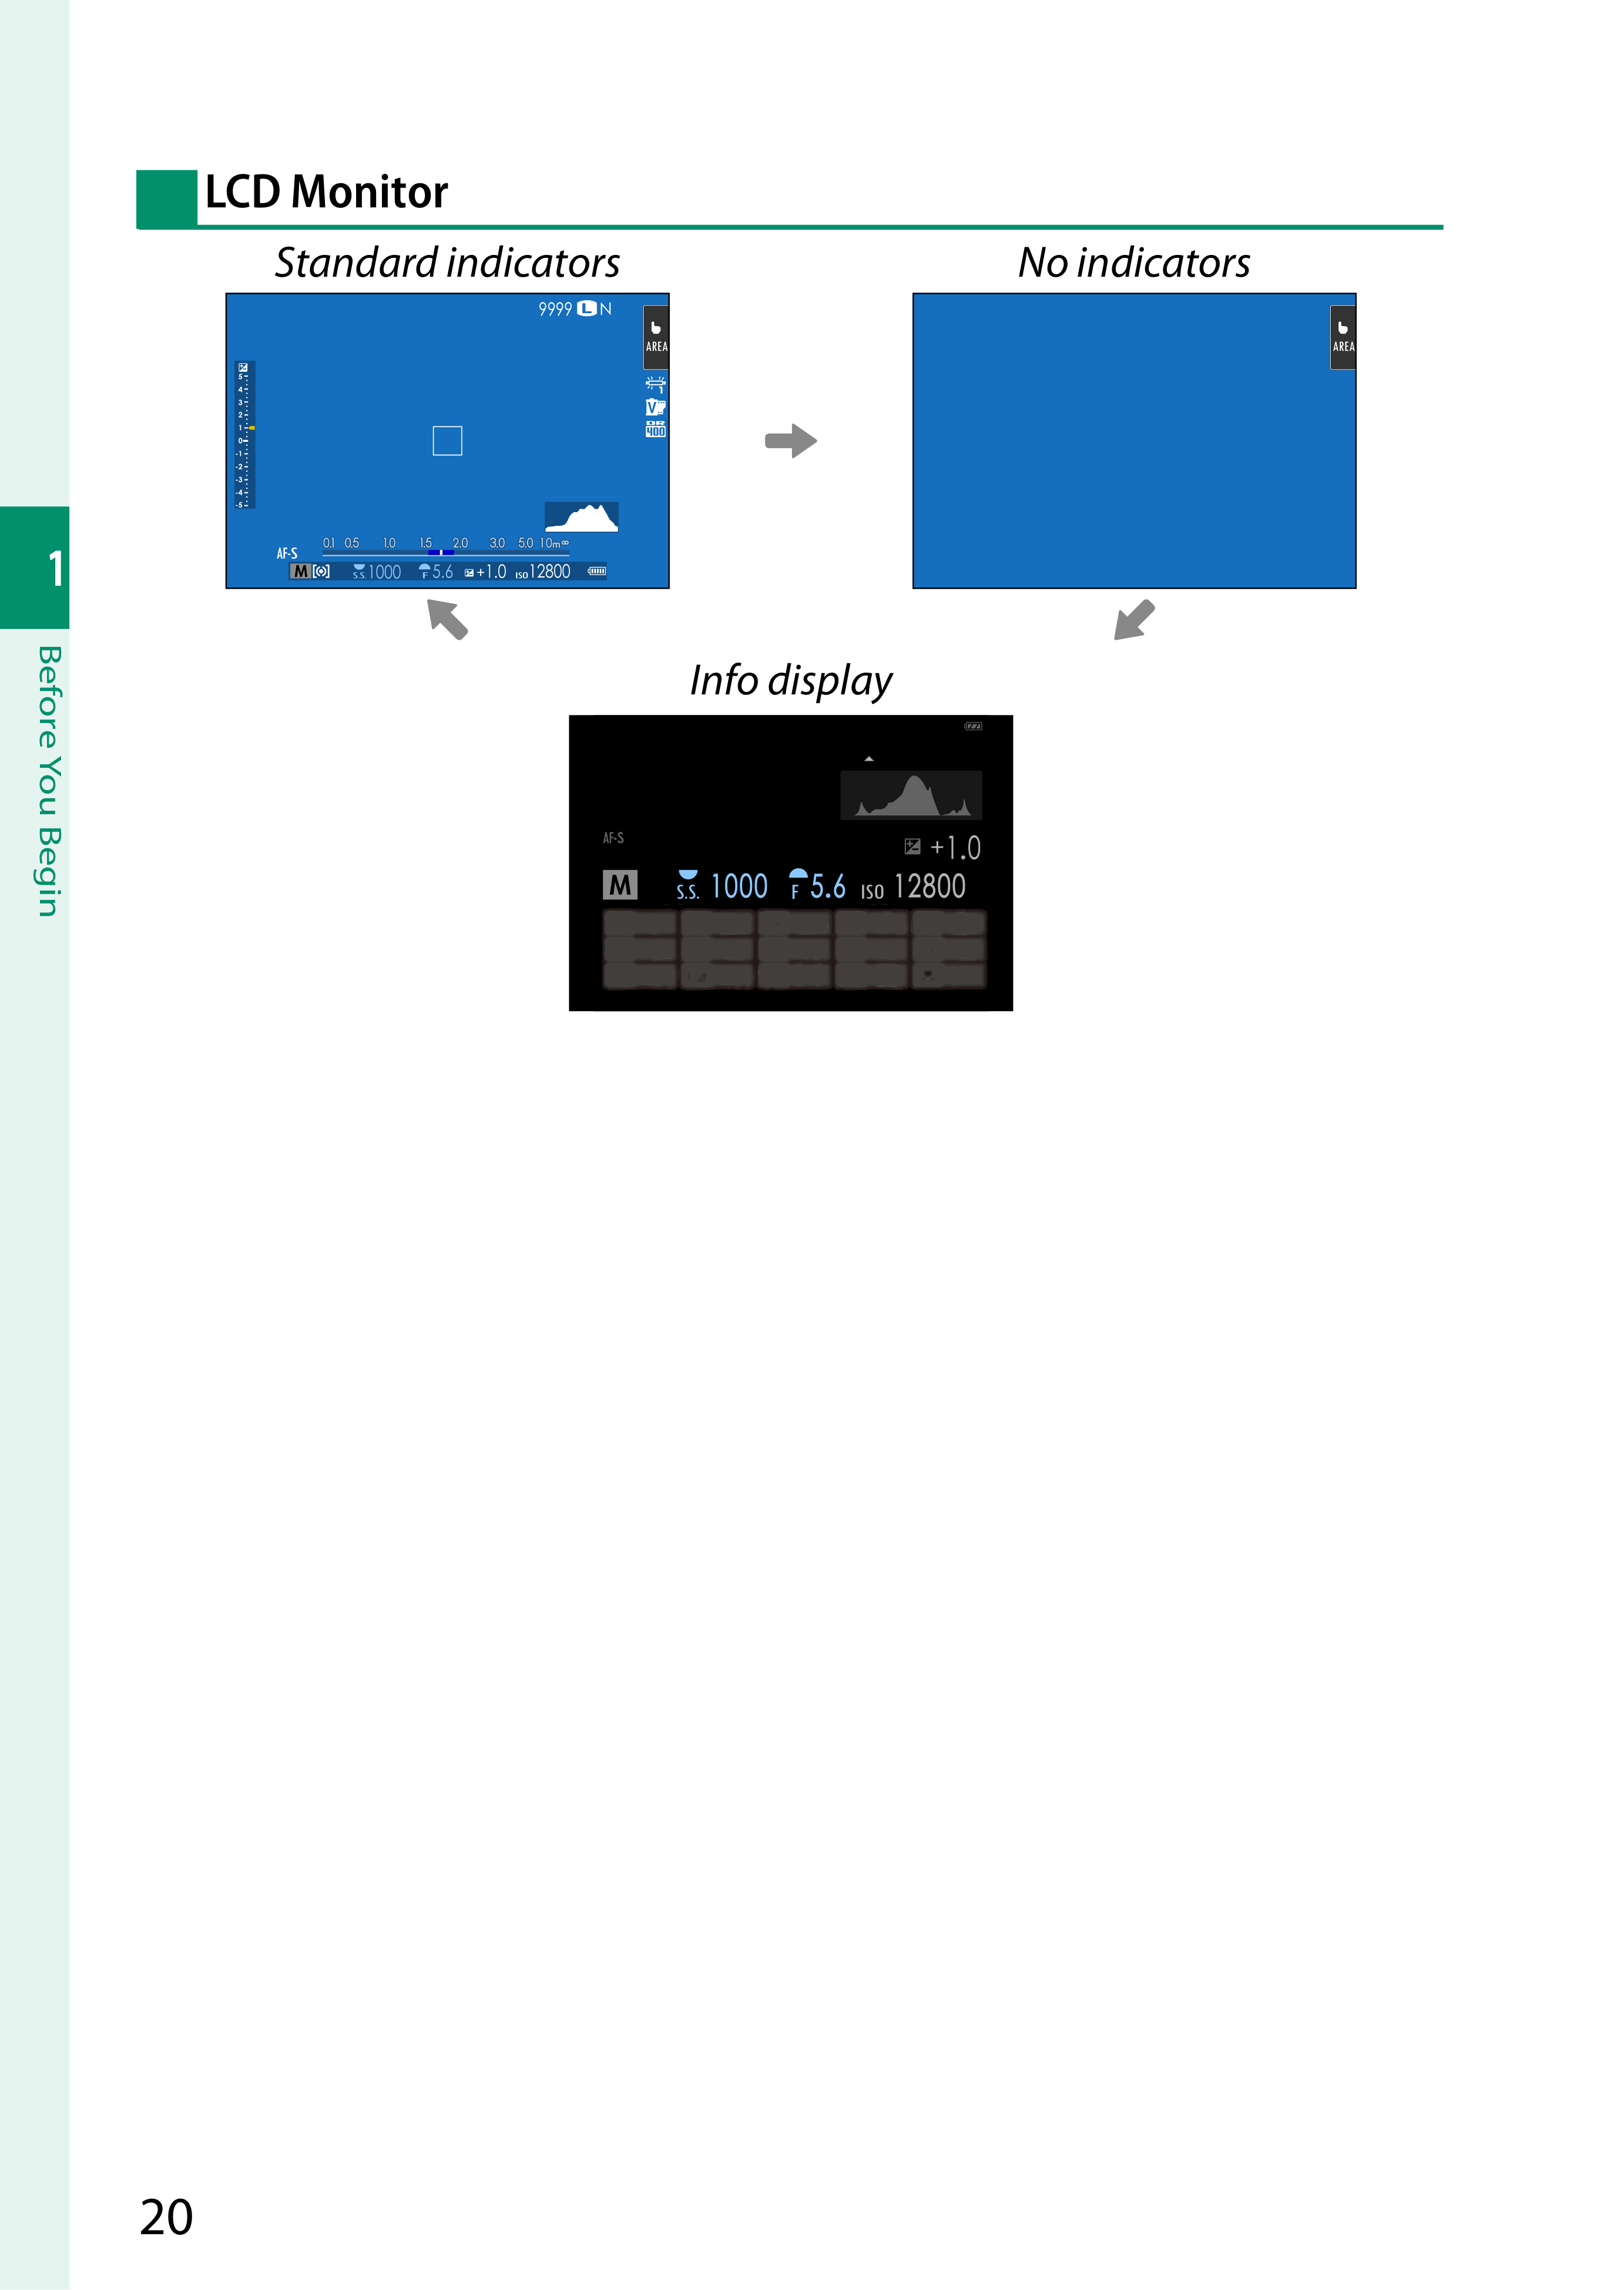 LCD Monitor
Standard indicators
No indicators
9999 L N
AREA
AREA
5
4
3
2
1
0
-1
-2
-3
-4
-5
1
V
DR
400
0.1 0.5 1.0 1.5 2.0 3.0 5.0 10m ∞
AF-S
M S.S. 1000 F 5.6 +1.0 ISO 12800
Info display
AF-S
+1.0
M S.S. 1000 F 5.6 ISO 12800
1
Before You Begin
20